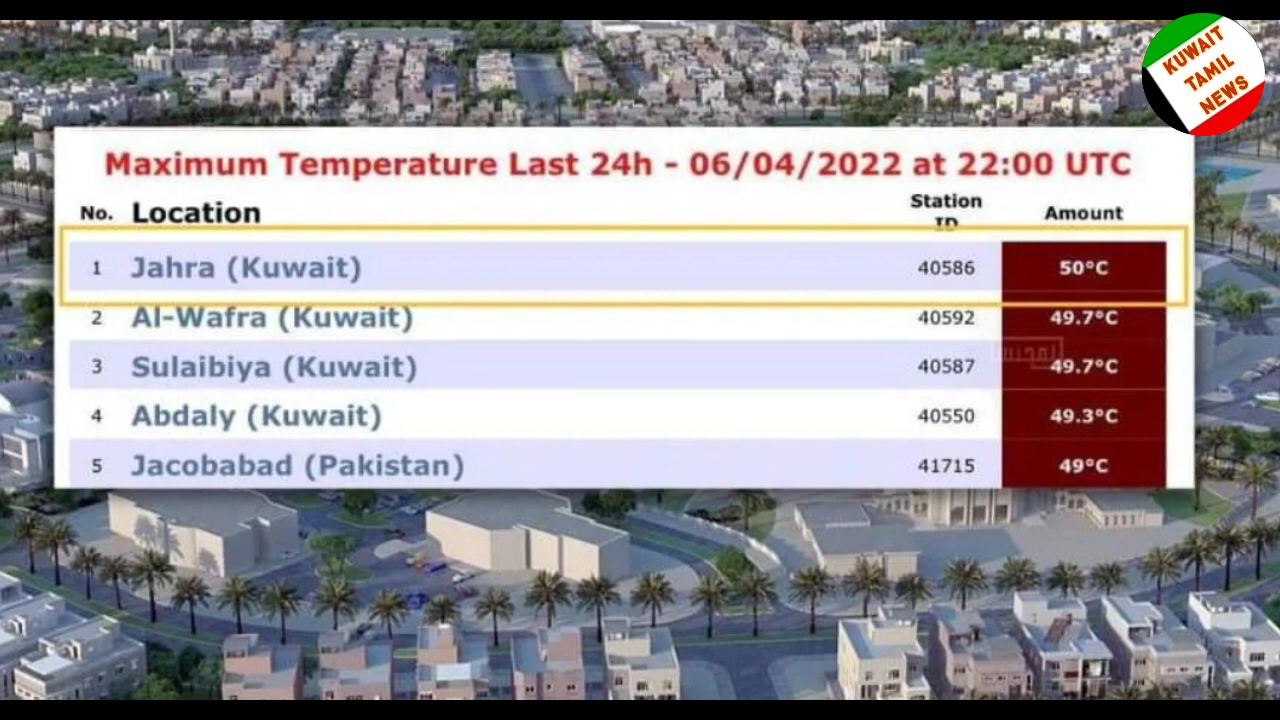 KUWAIT
TAMIL
NEWS
Maximum Temperature Last 24h - 06/04/2022 at 22:00 UTC
No. Location Station ID Amount
1 Jahra (Kuwait) 40586 50°C
2 Al-Wafra (Kuwait) 40592 49.7°C
3 Sulaibiya (Kuwait) 40587 49.7°C
4 Abdaly (Kuwait) 40550 49.3°C
5 Jacobabad (Pakistan) 41715 49°C